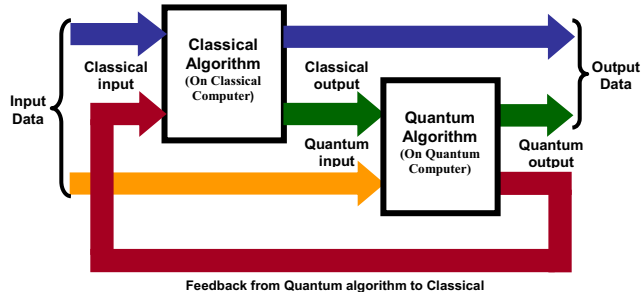 Classical
Algorithm
(On Classical
Computer)
Classical
input
Classical
output
Output
Data
Input
Data
Quantum
input
Quantum
Algorithm
(On Quantum
Computer)
Quantum
output
Feedback from Quantum algorithm to Classical